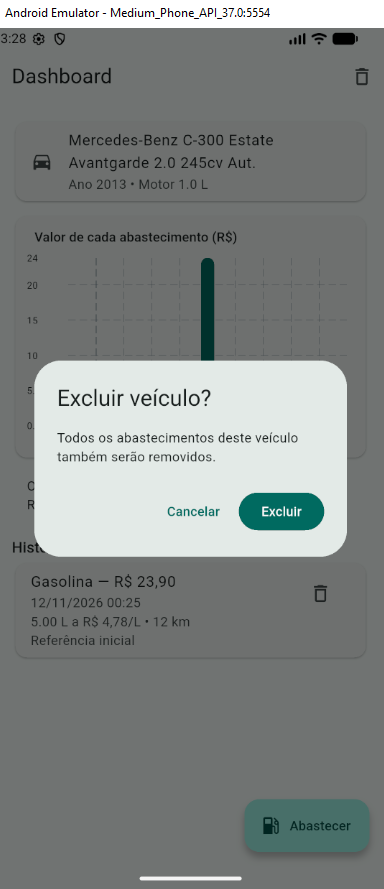 Android Emulator - Medium_Phone_API_37.0:5554
3:28
Dashboard
Mercedes-Benz C-300 Estate
Avantgarde 2.0 245cv Aut.
Ano 2013 • Motor 1.0 L
Valor de cada abastecimento (R$)
24
20
15
10
5.
0.
Excluir veículo?
Todos os abastecimentos deste veículo
também serão removidos.
Cancelar
Excluir
C
R
Hist
Gasolina — R$ 23,90
12/11/2026 00:25
5.00 L a R$ 4,78/L • 12 km
Referência inicial
Abastecer